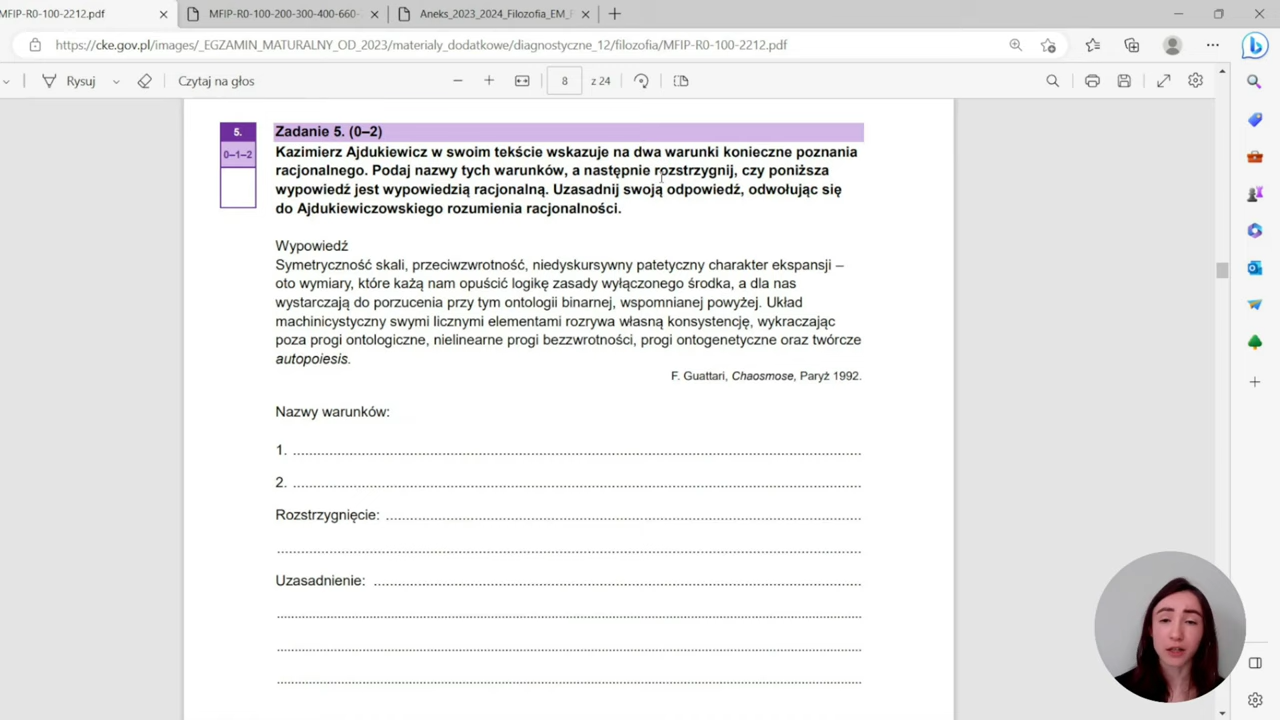 MFIP-R0-100-2212.pdf
MFIP-R0-100-200-300-400-660-
Aneks_2023_2024_Filozofia_EM_F
https://cke.gov.pl/images/_EGZAMIN_MATURALNY_OD_2023/materialy_dodatkowe/diagnostyczne_12/filozofia/MFIP-R0-100-2212.pdf
Rysuj
Czytaj na głos
8
z 24
5.
0–1–2
Zadanie 5. (0–2)
Kazimierz Ajdukiewicz w swoim tekście wskazuje na dwa warunki konieczne poznania
racjonalnego. Podaj nazwy tych warunków, a następnie rozstrzygnij, czy poniższa
wypowiedź jest wypowiedzią racjonalną. Uzasadnij swoją odpowiedź, odwołując się
do Ajdukiewiczowskiego rozumienia racjonalności.
Wypowiedź
Symetryczność skali, przeciwzwrotność, niedyskursywny patetyczny charakter ekspansji –
oto wymiary, które każą nam opuścić logikę zasady wyłączonego środka, a dla nas
wystarczają do porzucenia przy tym ontologii binarnej, wspomnianej powyżej. Układ
machinicystyczny swymi licznymi elementami rozrywa własną konsystencję, wykraczając
poza progi ontologiczne, nielinearne progi bezzwrotności, progi ontogenetyczne oraz twórcze
autopoiesis.
F. Guattari, Chaosmose, Paryż 1992.
Nazwy warunków:
1.
2.
Rozstrzygnięcie:
Uzasadnienie: